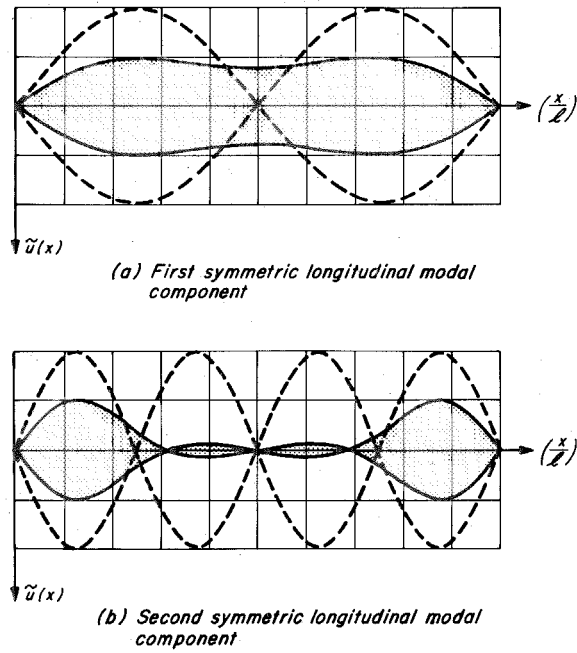 (x/ℓ)
ũ(x)
(a) First symmetric longitudinal modal
component
(x/ℓ)
ũ(x)
(b) Second symmetric longitudinal modal
component